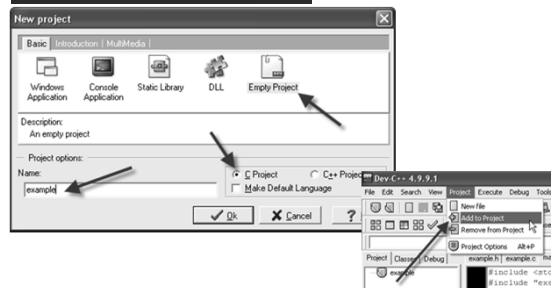 New project
Basic Introduction MultiMedia
Windows Application
Console Application
Static Library
DLL
Empty Project
Description:
An empty project
Project options:
Name:
example
C Project
C++ Projec
Make Default Language
Ok
Cancel
?
Dev-C++ 4.9.9.1
File Edit Search View Project Execute Debug Tools
New file
Add to Project
Remove from Project
Project Options Alt+P
Project Classes Debug
example.h example.c
example
#include <sto
#include "exa